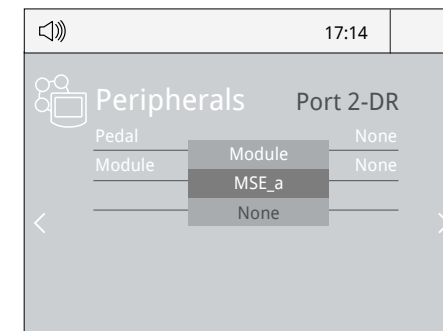 17:14
Peripherals Port 2-DR
Pedal None
Module None
Module
MSE_a
None